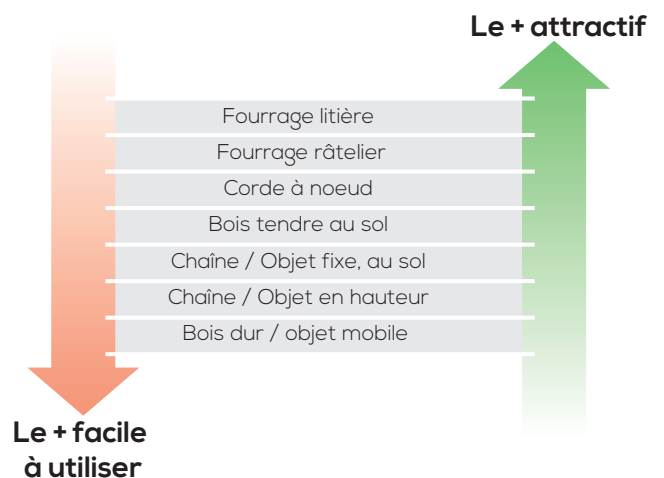 Le + attractif
Fourrage litière
Fourrage râtelier
Corde à noeud
Bois tendre au sol
Chaîne / Objet fixe, au sol
Chaîne / Objet en hauteur
Bois dur / objet mobile
Le + facile
à utiliser